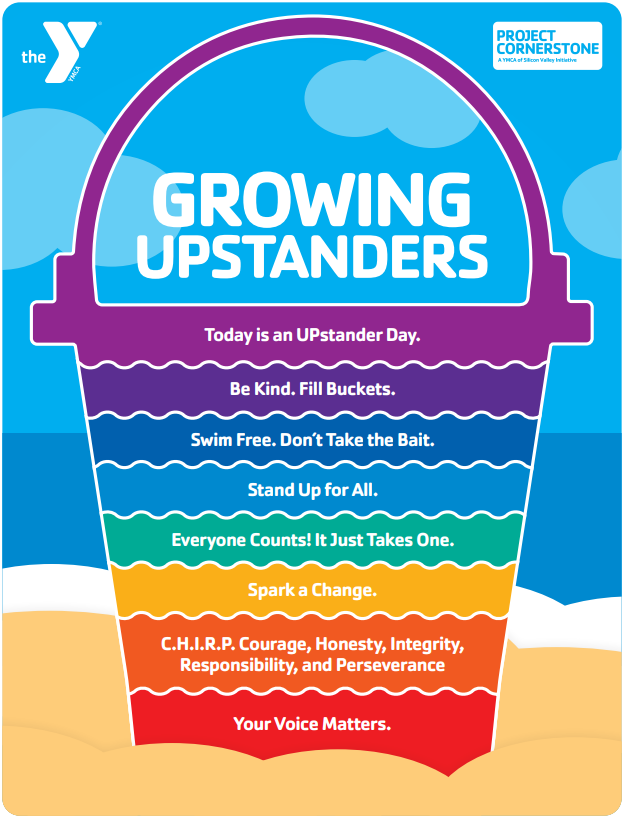 the
YMCA
PROJECT
CORNERSTONE
A YMCA of Silicon Valley Initiative
GROWING
UPSTANDERS
Today is an UPstander Day.
Be Kind. Fill Buckets.
Swim Free. Don't Take the Bait.
Stand Up for All.
Everyone Counts! It Just Takes One.
Spark a Change.
C.H.I.R.P. Courage, Honesty, Integrity,
Responsibility, and Perseverance
Your Voice Matters.